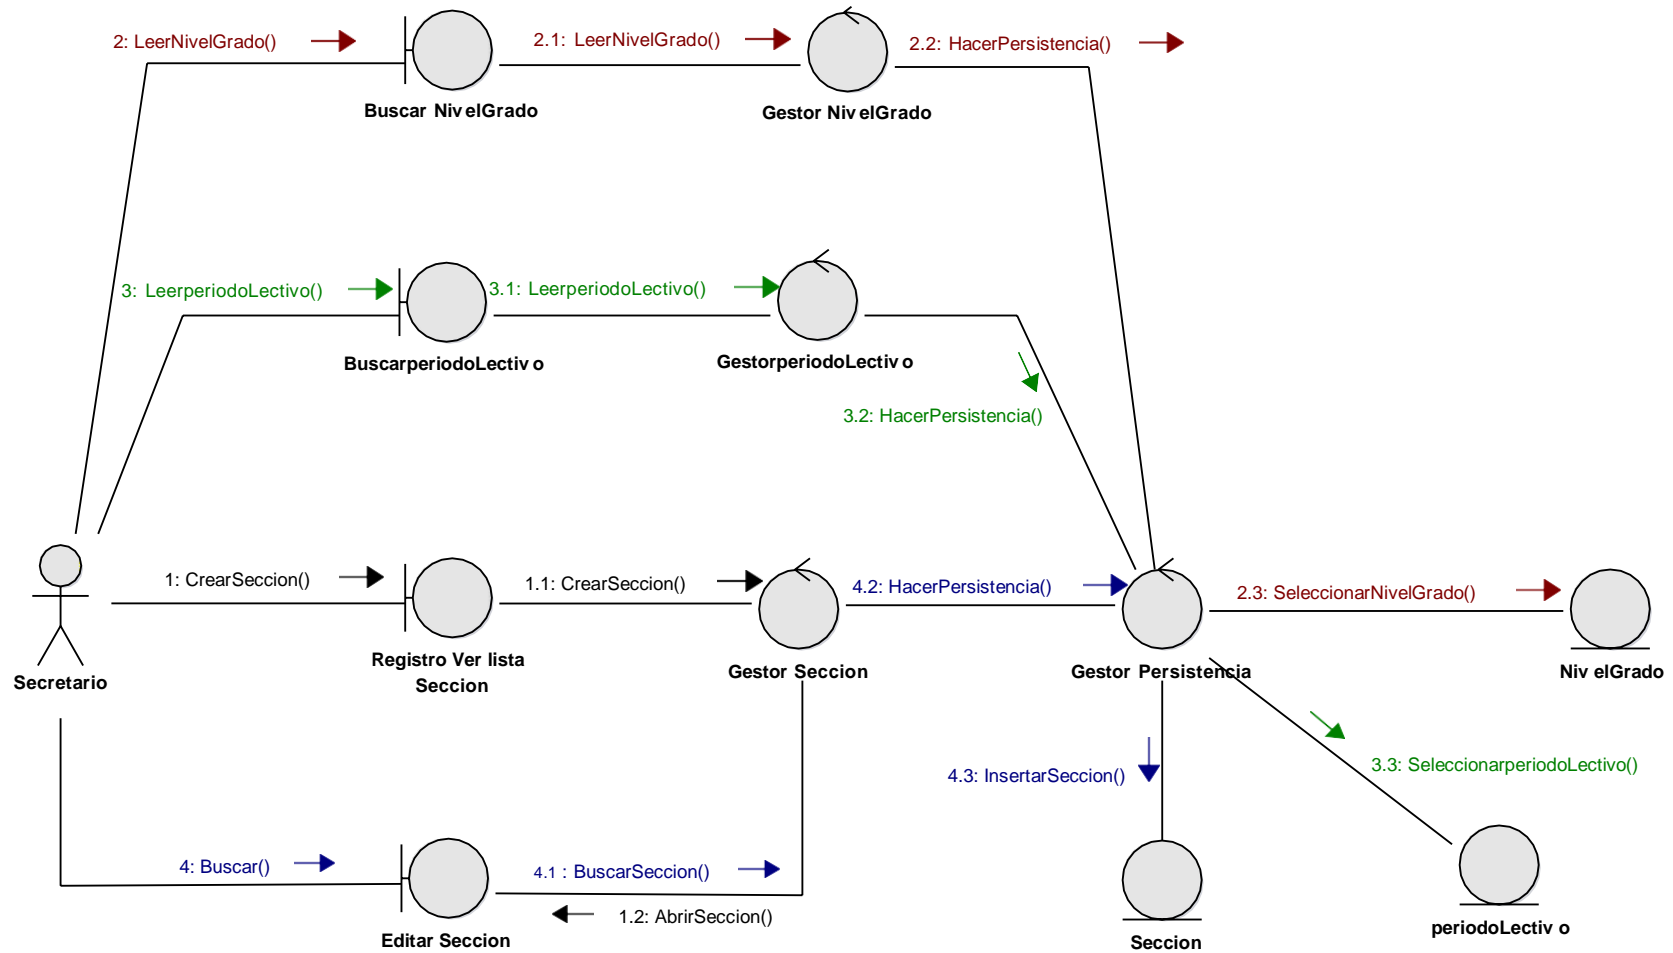 2: LeerNivelGrado()
2.1: LeerNivelGrado()
2.2: HacerPersistencia()
Buscar NivelGrado
Gestor NivelGrado
3: LeerperiodoLectivo()
3.1: LeerperiodoLectivo()
BuscarperiodoLectivo
GestorperiodoLectivo
3.2: HacerPersistencia()
1: CrearSeccion()
1.1: CrearSeccion()
4.2: HacerPersistencia()
2.3: SeleccionarNivelGrado()
Secretario
Registro Ver lista
Seccion
Gestor Seccion
Gestor Persistencia
NivelGrado
4.3: InsertarSeccion()
3.3: SeleccionarperiodoLectivo()
4: Buscar()
4.1 : BuscarSeccion()
1.2: AbrirSeccion()
Editar Seccion
Seccion
periodoLectivo